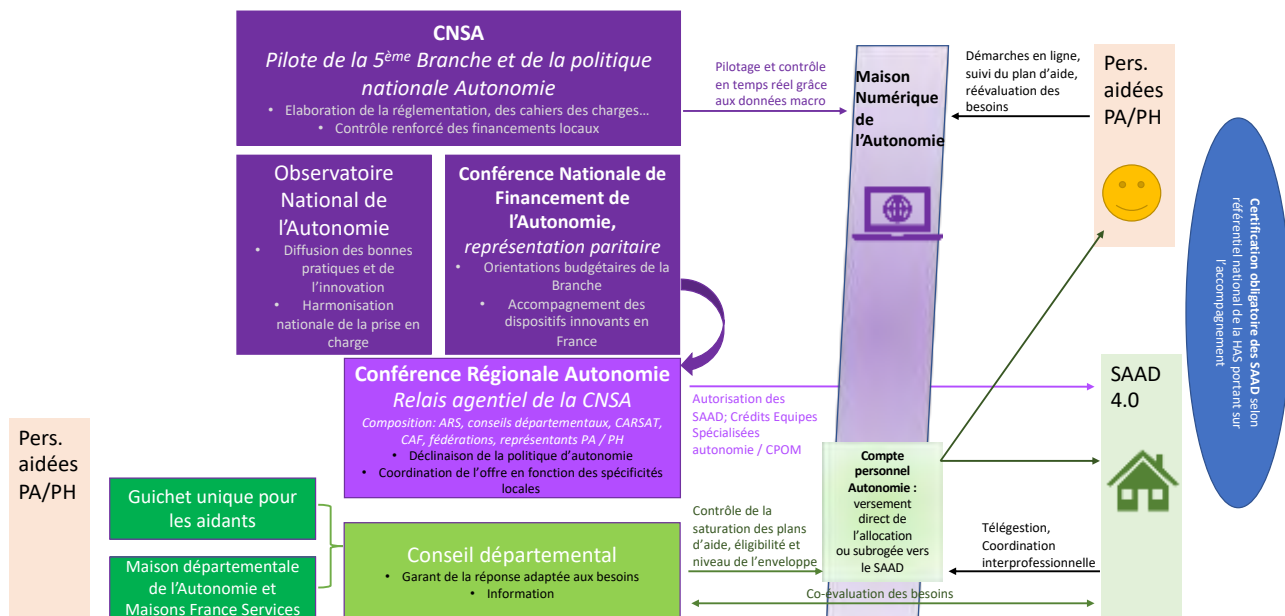 CNSA
Pilote de la 5ème Branche et de la politique
nationale Autonomie
• Elaboration de la réglementation, des cahiers des charges…
• Contrôle renforcé des financements locaux
Pilotage et contrôle
en temps réel grâce
aux données macro
Maison
Numérique
de
l'Autonomie
Démarches en ligne,
suivi du plan d'aide,
réévaluation des
besoins
Pers.
aidées
PA/PH
Observatoire
National de
l'Autonomie
• Diffusion des bonnes
pratiques et de
l'innovation
• Harmonisation
nationale de la prise en
charge
Conférence Nationale de
Financement de
l'Autonomie,
représentation paritaire
• Orientations budgétaires de la
Branche
• Accompagnement des
dispositifs innovants en
France
Certification obligatoire des SAAD selon
référentiel national de la HAS portant sur
l'accompagnement
Conférence Régionale Autonomie
Relais agentiel de la CNSA
Composition: ARS, conseils départementaux, CARSAT,
CAF, fédérations, représentants PA / PH
• Déclinaison de la politique d'autonomie
• Coordination de l'offre en fonction des spécificités
locales
Autorisation des
SAAD; Crédits Equipes
Spécialisées
autonomie / CPOM
SAAD
4.0
Pers.
aidées
PA/PH
Guichet unique pour
les aidants
Maison départementale
de l'Autonomie et
Maisons France Services
Conseil départemental
• Garant de la réponse adaptée aux besoins
• Information
Contrôle de la
saturation des plans
d'aide, éligibilité et
niveau de l'enveloppe
Compte
personnel
Autonomie :
versement
direct de
l'allocation
ou subrogée vers
le SAAD
Télégestion,
Coordination
interprofessionnelle
Co-évaluation des besoins